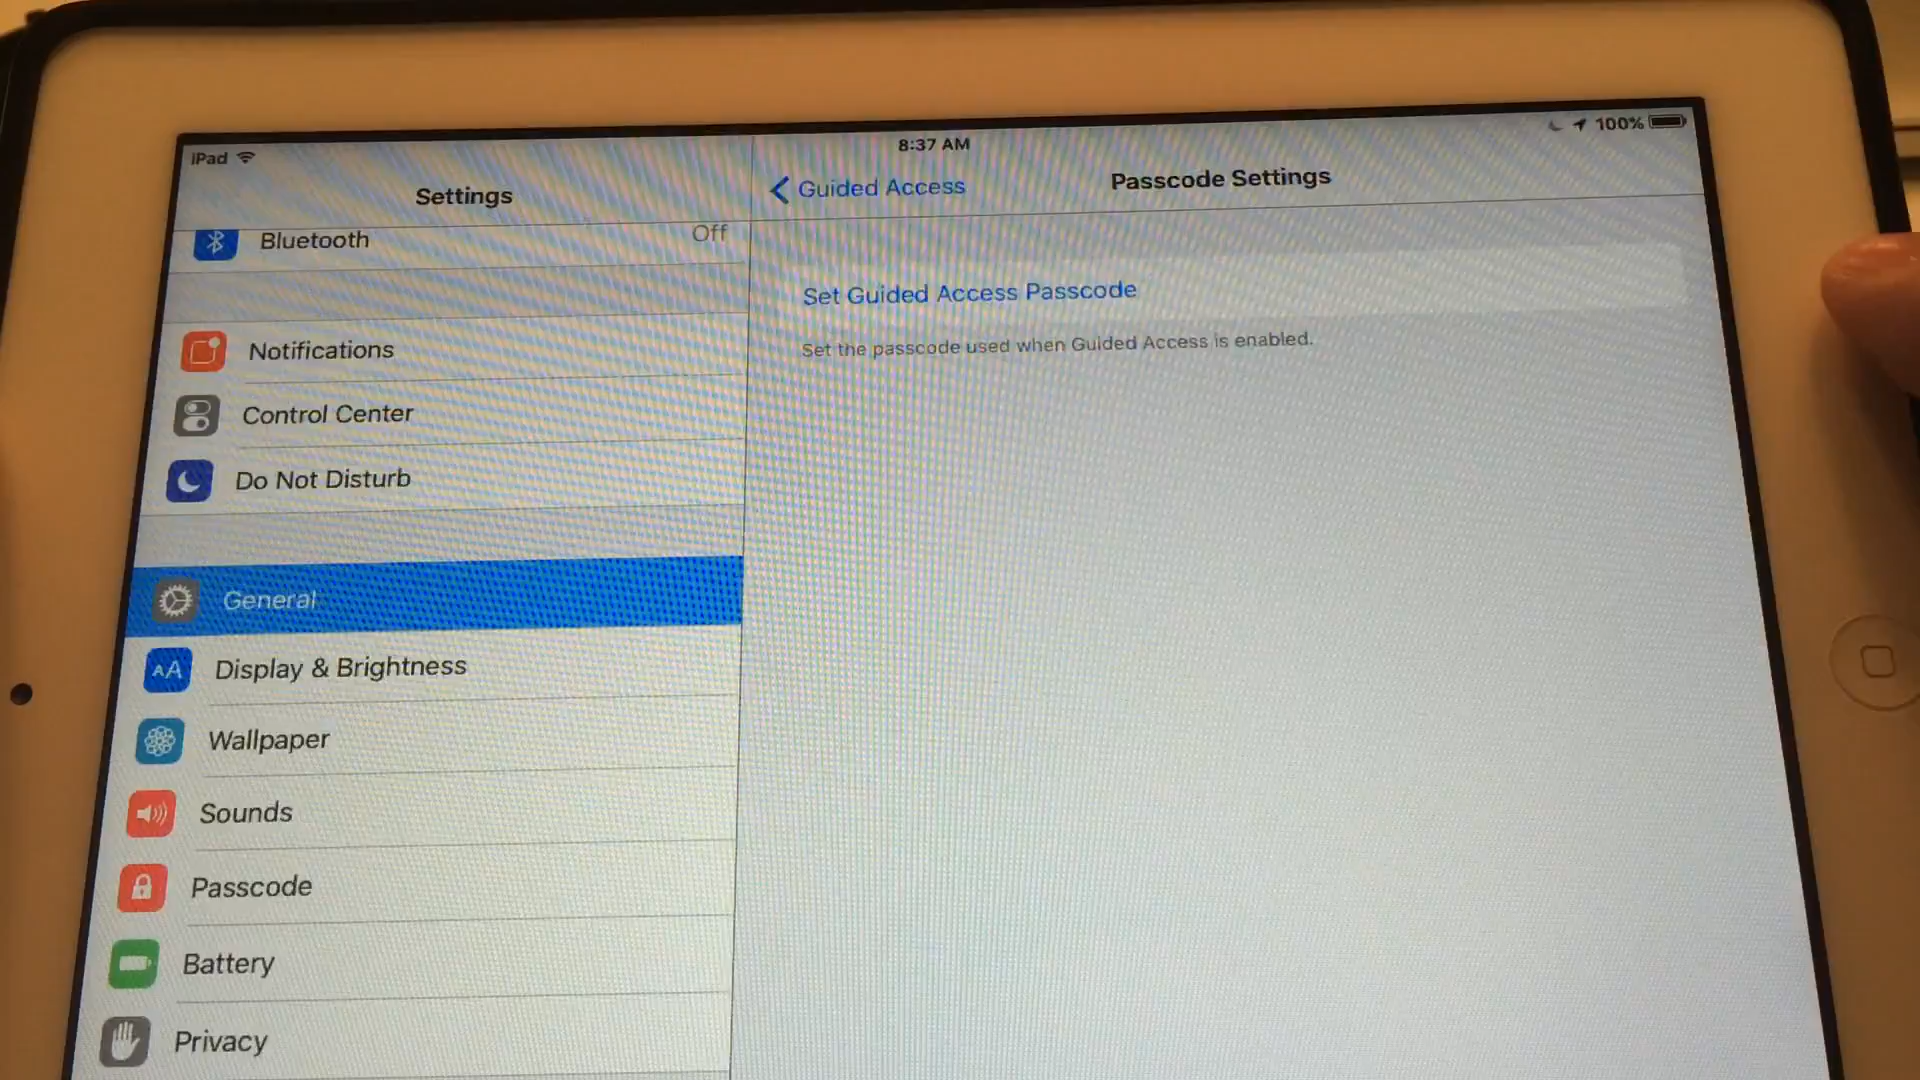 iPad
8:37 AM
100%
Settings
Guided Access
Passcode Settings
Bluetooth
Off
Set Guided Access Passcode
Set the passcode used when Guided Access is enabled.
Notifications
Control Center
Do Not Disturb
General
AA
Display & Brightness
Wallpaper
Sounds
Passcode
Battery
Privacy